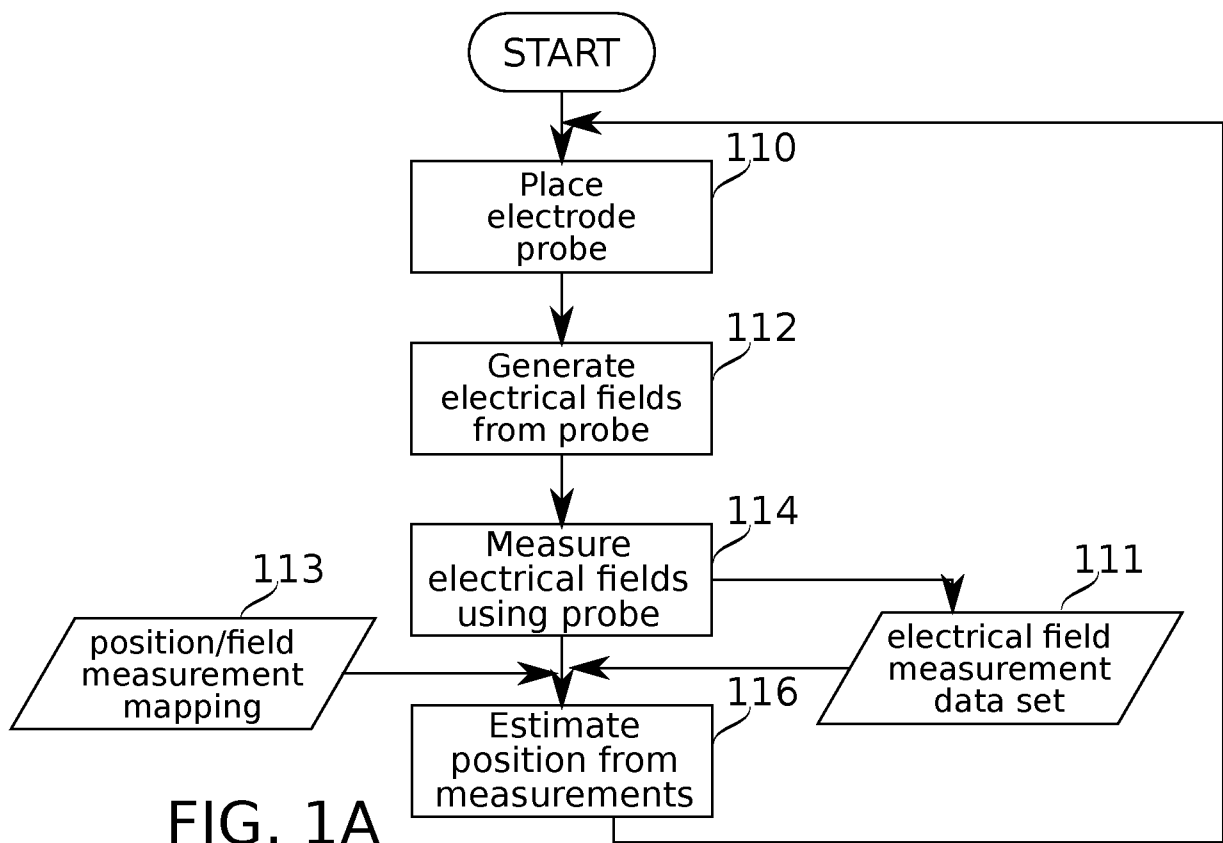 START
110
Place
electrode
probe
112
Generate
electrical fields
from probe
114
Measure
electrical fields
using probe
113
position/field
measurement
mapping
111
electrical field
measurement
data set
116
Estimate
position from
measurements
FIG. 1A